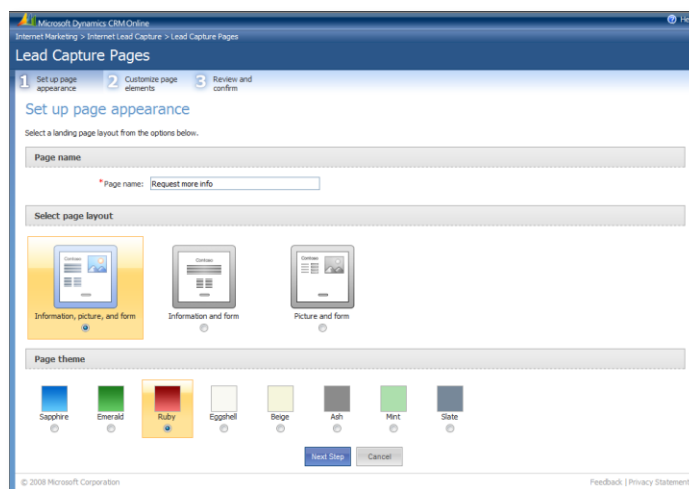 Microsoft Dynamics CRM Online
He
Internet Marketing > Internet Lead Capture > Lead Capture Pages
Lead Capture Pages
1 Set up page appearance
2 Customize page elements
3 Review and confirm
Set up page appearance
Select a landing page layout from the options below.
Page name
*Page name: Request more info
Select page layout
Contoso Contoso Contoso
Information, picture, and form Information and form Picture and form
Page theme
Sapphire Emerald Ruby Eggshell Beige Ash Mint Slate
Next Step Cancel
© 2008 Microsoft Corporation Feedback | Privacy Statement